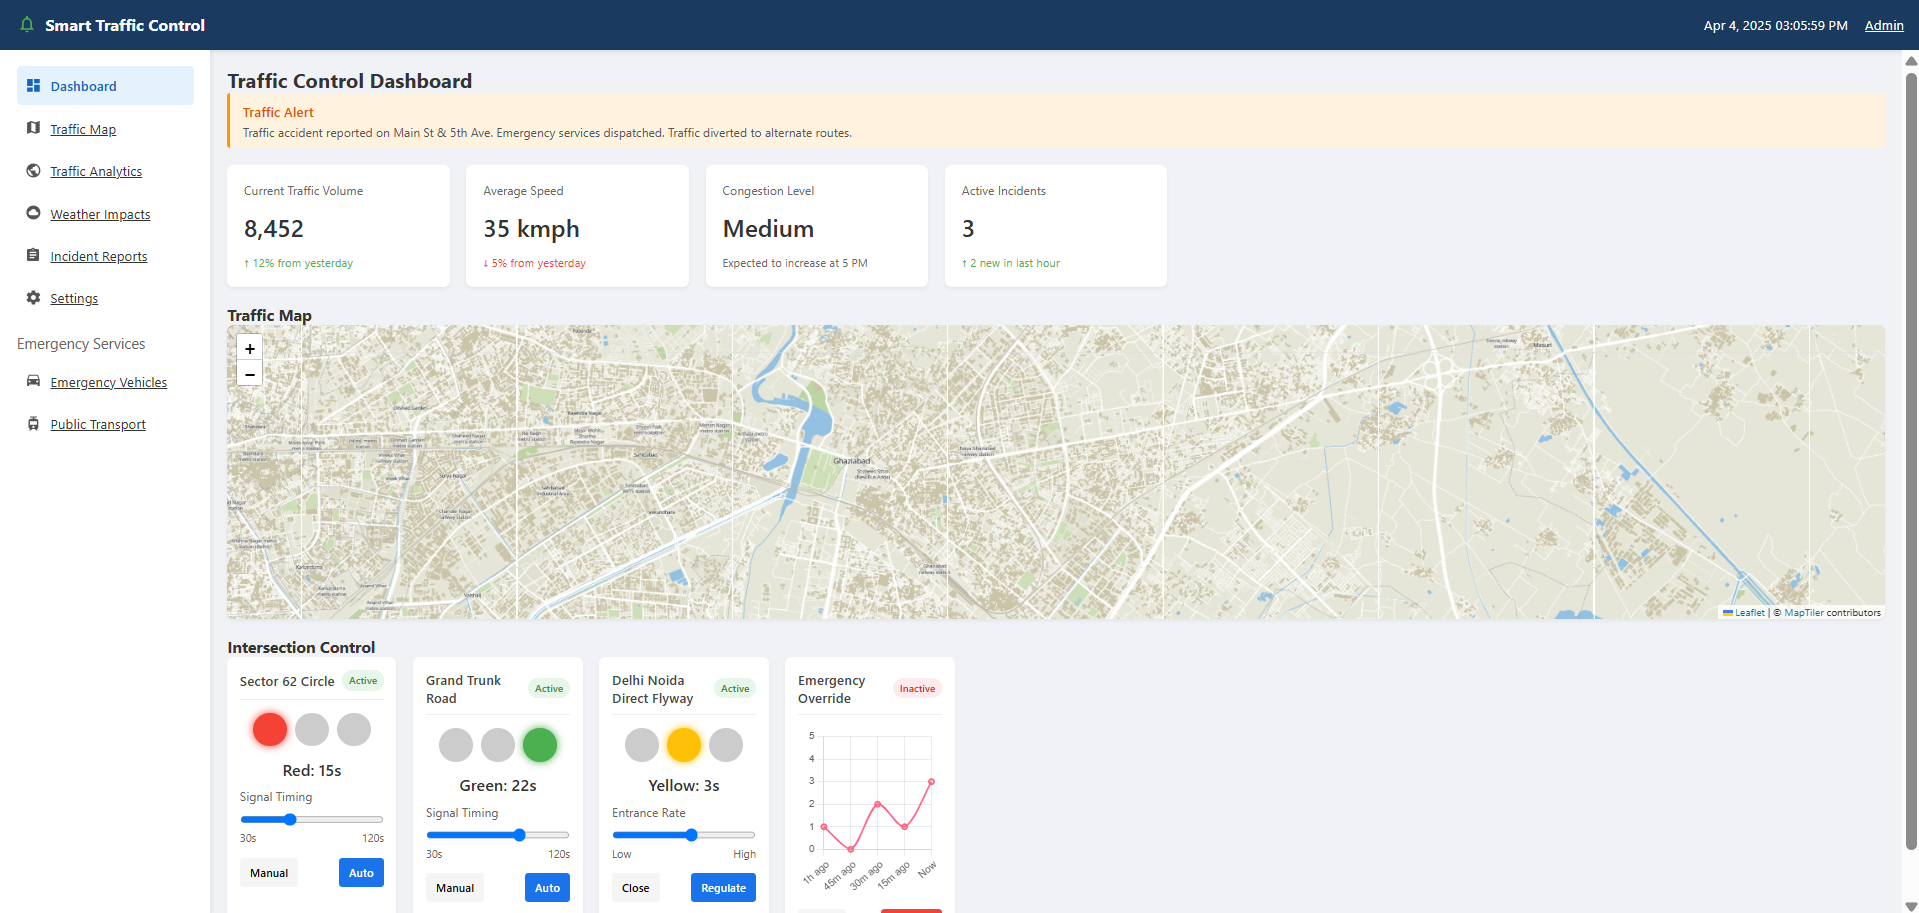 Smart Traffic Control
Apr 4, 2025 03:05:59 PM Admin
Dashboard
Traffic Map
Traffic Analytics
Weather Impacts
Incident Reports
Settings
Emergency Services
Emergency Vehicles
Public Transport
Traffic Control Dashboard
Traffic Alert
Traffic accident reported on Main St & 5th Ave. Emergency services dispatched. Traffic diverted to alternate routes.
Current Traffic Volume
8,452
↑ 12% from yesterday
Average Speed
35 kmph
↓ 5% from yesterday
Congestion Level
Medium
Expected to increase at 5 PM
Active Incidents
3
↑ 2 new in last hour
Traffic Map
+
−
Ghaziabad
Sahibabad
Masuri
Leaflet | © MapTiler contributors
Intersection Control
Sector 62 Circle
Active
Red: 15s
Signal Timing
30s 120s
Manual Auto
Grand Trunk
Road
Active
Green: 22s
Signal Timing
30s 120s
Manual Auto
Delhi Noida
Direct Flyway
Active
Yellow: 3s
Entrance Rate
Low High
Close Regulate
Emergency
Override
Inactive
5
4
3
2
1
0
1h ago 45m ago 30m ago 15m ago Now